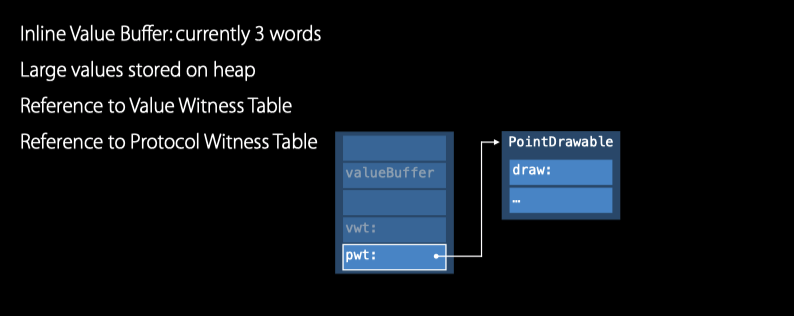 Inline Value Buffer: currently 3 words
Large values stored on heap
Reference to Value Witness Table
Reference to Protocol Witness Table
valueBuffer
vwt:
pwt:
PointDrawable
draw:
…